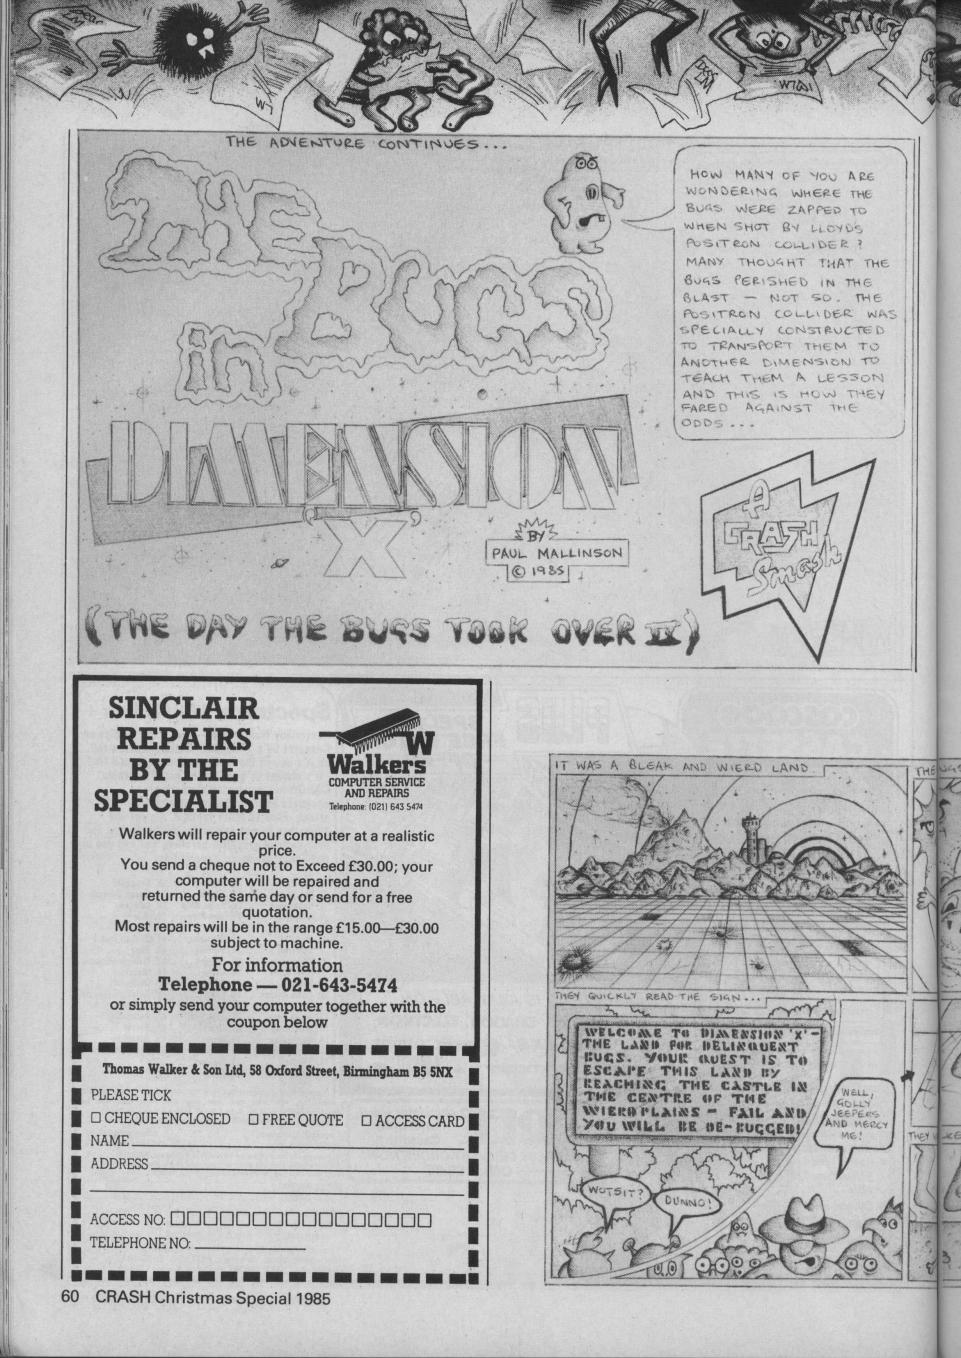 THE ADVENTURE CONTINUES...
THE
BUGS
in
DIMENSION
'X'
BY
PAUL MALLINSON
© 1985
(THE DAY THE BUGS TOOK OVER II)
HOW MANY OF YOU ARE
WONDERING WHERE THE
BUGS WERE ZAPPED TO
WHEN SHOT BY LLOYD'S
POSITRON COLLIDER?
MANY THOUGHT THAT THE
BUGS PERISHED IN THE
BLAST — NOT SO. THE
POSITRON COLLIDER WAS
SPECIALLY CONSTRUCTED
TO TRANSPORT THEM TO
ANOTHER DIMENSION TO
TEACH THEM A LESSON
AND THIS IS HOW THEY
FARED AGAINST THE
ODDS...
A
CRASH
Smash
SINCLAIR
REPAIRS
BY THE
SPECIALIST
W
Walkers
COMPUTER SERVICE
AND REPAIRS
Telephone: (021) 643 5474
Walkers will repair your computer at a realistic
price.
You send a cheque not to Exceed £30.00; your
computer will be repaired and
returned the same day or send for a free
quotation.
Most repairs will be in the range £15.00—£30.00
subject to machine.
For information
Telephone — 021-643-5474
or simply send your computer together with the
coupon below
Thomas Walker & Son Ltd, 58 Oxford Street, Birmingham B5 5NX
PLEASE TICK
CHEQUE ENCLOSED FREE QUOTE ACCESS CARD
NAME
ADDRESS
ACCESS NO:
TELEPHONE NO:
IT WAS A BLEAK AND WIERD LAND.
THEY QUICKLY READ THE SIGN...
WELCOME TO DIMENSION 'X'-
THE LAND FOR DELINQUENT
BUGS. YOUR QUEST IS TO
ESCAPE THIS LAND BY
REACHING THE CASTLE IN
THE CENTRE OF THE
WIERD PLAINS - FAIL AND
YOU WILL BE DE-BUGGED!
WELL,
GOLLY
JEEPERS
AND MERCY
ME!
WOTSIT?
DUNNO!
60 CRASH Christmas Special 1985